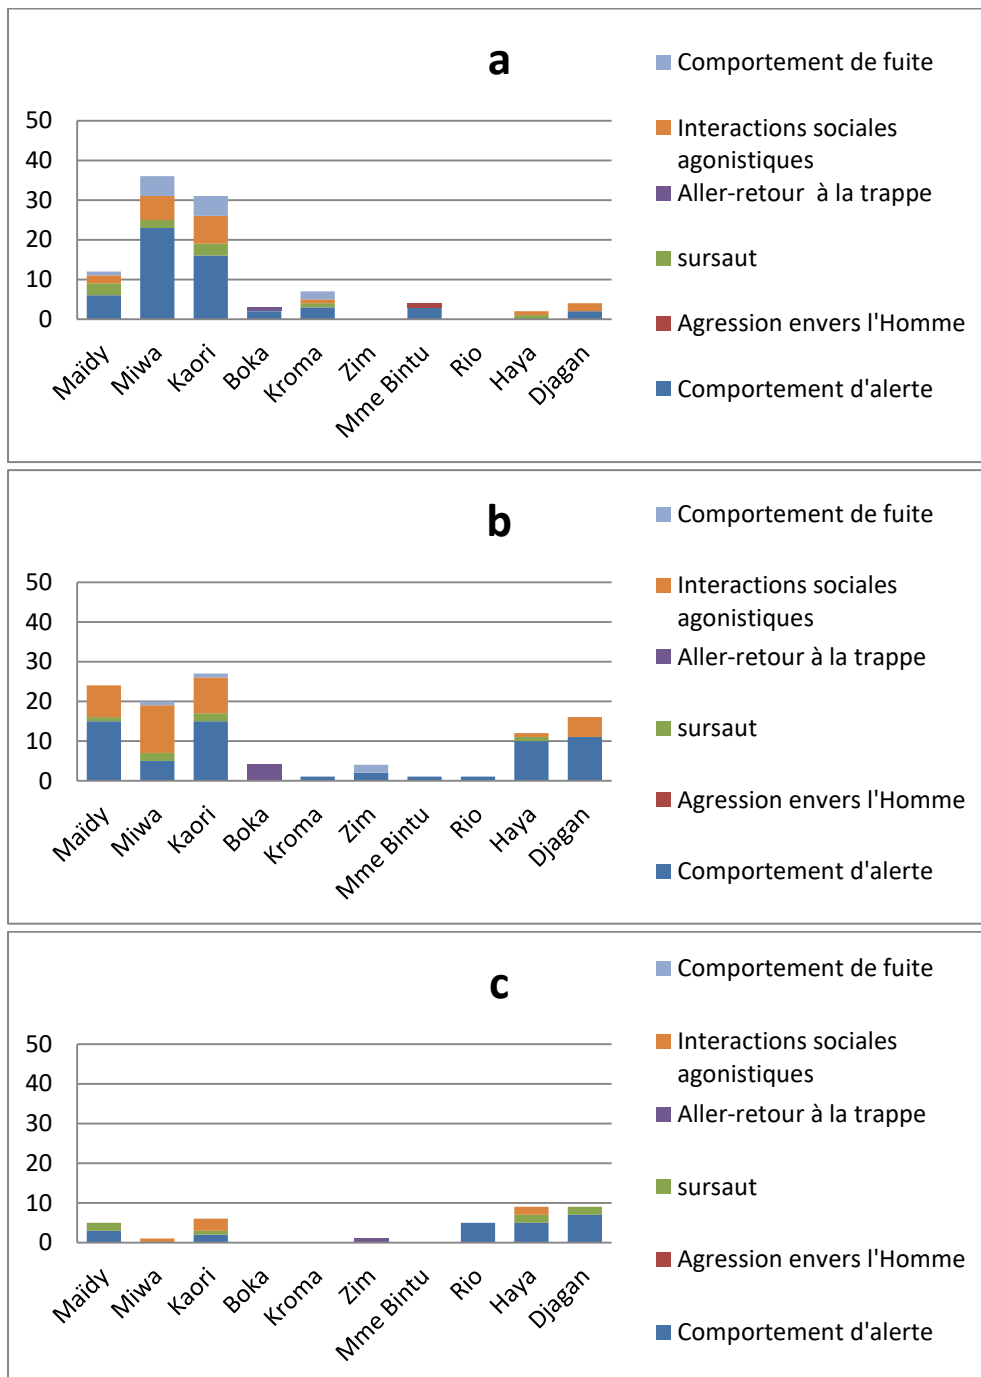 a
50
40
30
20
10
0
Maïdy
Miwa
Kaori
Boka
Kroma
Zim
Mme Bintu
Rio
Haya
Djagan
Comportement de fuite
Interactions sociales
agonistiques
Aller-retour à la trappe
sursaut
Agression envers l'Homme
Comportement d'alerte
b
50
40
30
20
10
0
Maïdy
Miwa
Kaori
Boka
Kroma
Zim
Mme Bintu
Rio
Haya
Djagan
Comportement de fuite
Interactions sociales
agonistiques
Aller-retour à la trappe
sursaut
Agression envers l'Homme
Comportement d'alerte
c
50
40
30
20
10
0
Maïdy
Miwa
Kaori
Boka
Kroma
Zim
Mme Bintu
Rio
Haya
Djagan
Comportement de fuite
Interactions sociales
agonistiques
Aller-retour à la trappe
sursaut
Agression envers l'Homme
Comportement d'alerte